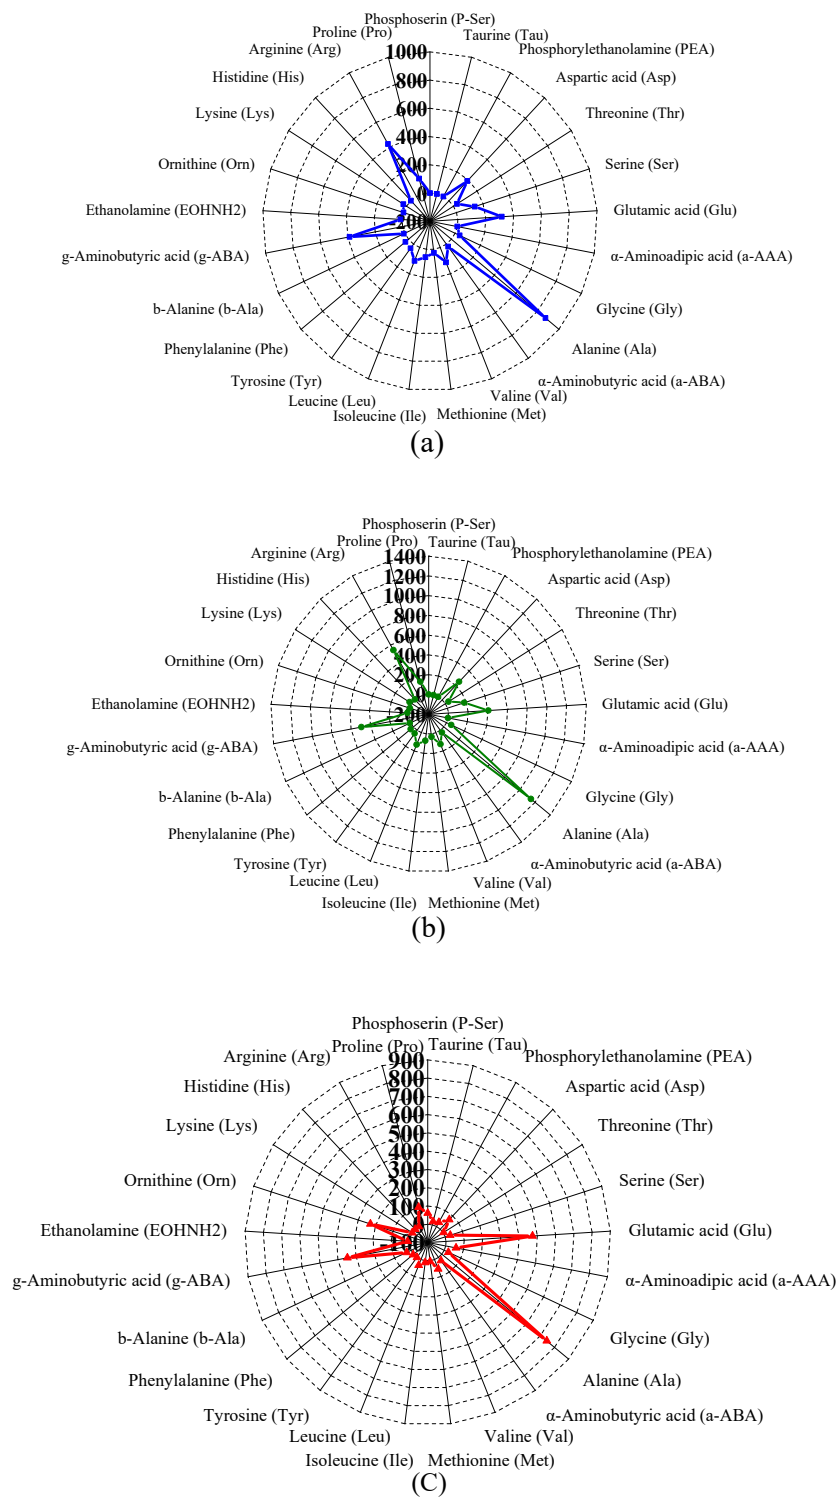 Phosphoserin (P-Ser)
Proline (Pro)
Taurine (Tau)
Arginine (Arg)
1000
Phosphorylethanolamine (PEA)
Histidine (His)
800
Aspartic acid (Asp)
Lysine (Lys)
600
Threonine (Thr)
400
Ornithine (Orn)
200
Serine (Ser)
0
Ethanolamine (EOHNH2)
-200
Glutamic acid (Glu)
g-Aminobutyric acid (g-ABA)
α-Aminoadipic acid (a-AAA)
b-Alanine (b-Ala)
Glycine (Gly)
Phenylalanine (Phe)
Alanine (Ala)
Tyrosine (Tyr)
α-Aminobutyric acid (a-ABA)
Leucine (Leu)
Valine (Val)
Isoleucine (Ile)
Methionine (Met)
(a)
Phosphoserin (P-Ser)
Proline (Pro)
Taurine (Tau)
Arginine (Arg)
1400
Phosphorylethanolamine (PEA)
Histidine (His)
1200
Aspartic acid (Asp)
1000
Lysine (Lys)
800
Threonine (Thr)
600
Ornithine (Orn)
400
Serine (Ser)
200
0
Ethanolamine (EOHNH2)
-200
Glutamic acid (Glu)
g-Aminobutyric acid (g-ABA)
α-Aminoadipic acid (a-AAA)
b-Alanine (b-Ala)
Glycine (Gly)
Phenylalanine (Phe)
Alanine (Ala)
Tyrosine (Tyr)
α-Aminobutyric acid (a-ABA)
Leucine (Leu)
Valine (Val)
Isoleucine (Ile)
Methionine (Met)
(b)
Phosphoserin (P-Ser)
Proline (Pro)
Taurine (Tau)
Arginine (Arg)
900
Phosphorylethanolamine (PEA)
Histidine (His)
800
Aspartic acid (Asp)
700
Lysine (Lys)
600
Threonine (Thr)
500
400
Ornithine (Orn)
300
Serine (Ser)
200
100
Ethanolamine (EOHNH2)
0
Glutamic acid (Glu)
-100
g-Aminobutyric acid (g-ABA)
α-Aminoadipic acid (a-AAA)
b-Alanine (b-Ala)
Glycine (Gly)
Phenylalanine (Phe)
Alanine (Ala)
Tyrosine (Tyr)
α-Aminobutyric acid (a-ABA)
Leucine (Leu)
Valine (Val)
Isoleucine (Ile)
Methionine (Met)
(C)